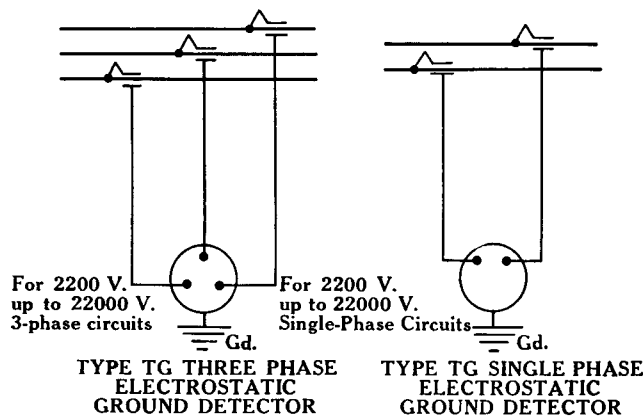 For 2200 V.
up to 22000 V.
3-phase circuits
Gd.
TYPE TG THREE PHASE
ELECTROSTATIC
GROUND DETECTOR
For 2200 V.
up to 22000 V.
Single-Phase Circuits
Gd.
TYPE TG SINGLE PHASE
ELECTROSTATIC
GROUND DETECTOR